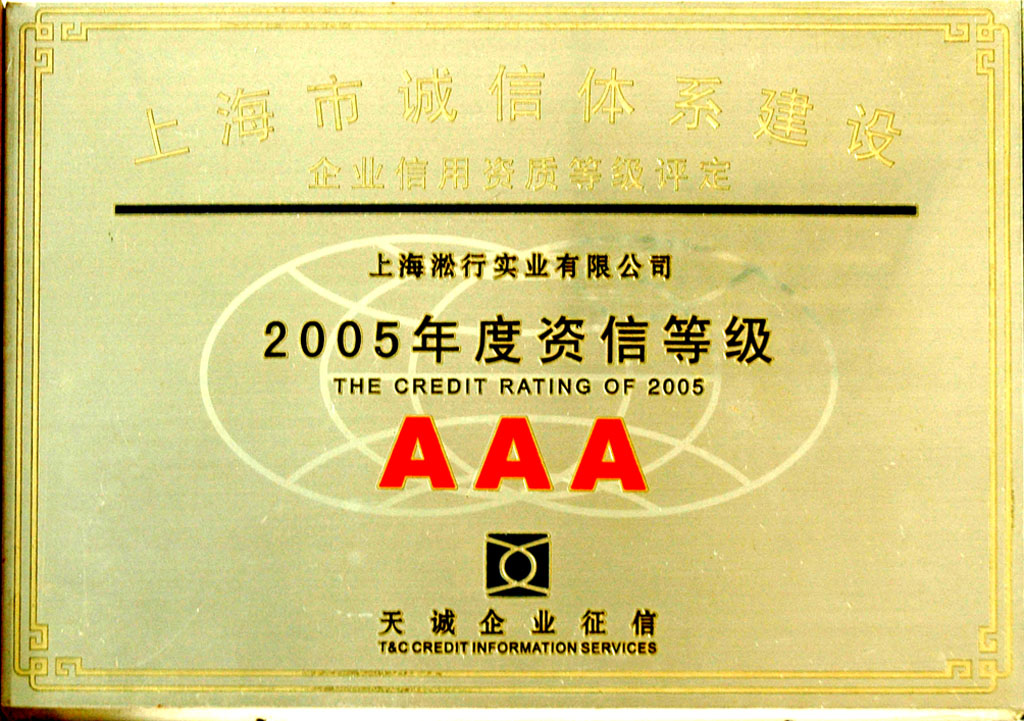 上海市诚信体系建设
企业信用资质等级评定
上海淞行实业有限公司
2005年度资信等级
THE CREDIT RATING OF 2005
AAA
天诚企业征信
T&C CREDIT INFORMATION SERVICES